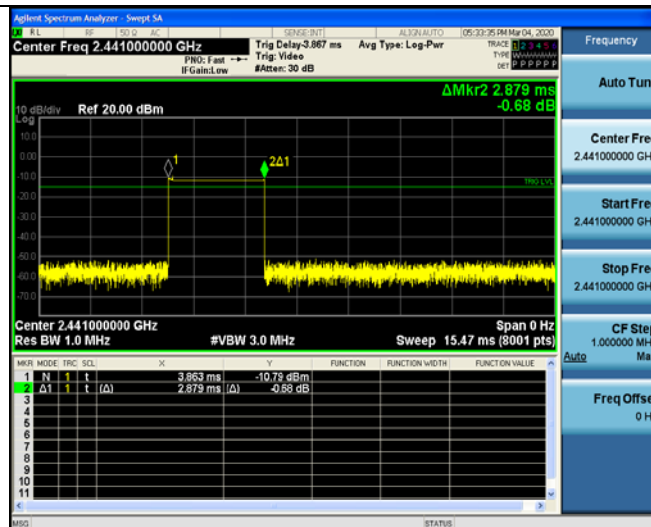 Agilent Spectrum Analyzer - Swept SA
RL RF 50 Ω AC SENSE:INT ALIGN AUTO 05:33:35 PM Mar 04, 2020
Center Freq 2.441000000 GHz
PNO: Fast
IFGain:Low
Trig Delay-3.867 ms
Trig: Video
#Atten: 30 dB
Avg Type: Log-Pwr
TRACE 1 2 3 4 5 6
TYPE
DET P P P P P P
Frequency
ΔMkr2 2.879 ms
-0.68 dB
10 dB/div Ref 20.00 dBm
Log
10.0
0.00
-10.0
-20.0
-30.0
-40.0
-50.0
-60.0
-70.0
1
2Δ1
TRIG LVL
Center 2.441000000 GHz Span 0 Hz
Res BW 1.0 MHz #VBW 3.0 MHz Sweep 15.47 ms (8001 pts)
MKR MODE TRC SCL X Y FUNCTION FUNCTION WIDTH FUNCTION VALUE
1 N 1 t 3.863 ms -10.79 dBm
2 Δ1 1 t (Δ) 2.879 ms (Δ) -0.68 dB
3
4
5
6
7
8
9
10
11
MSG STATUS
Auto Tun
Center Fre
2.441000000 GH
Start Fre
2.441000000 GH
Stop Fre
2.441000000 GH
CF Ste
1.000000 MH
Auto Ma
Freq Offse
0 H